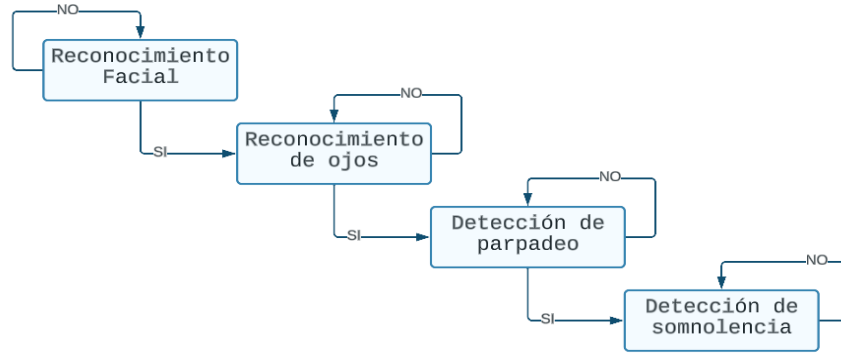 NO
Reconocimiento
Facial
SI
NO
Reconocimiento
de ojos
SI
NO
Detección de
parpadeo
SI
NO
Detección de
somnolencia